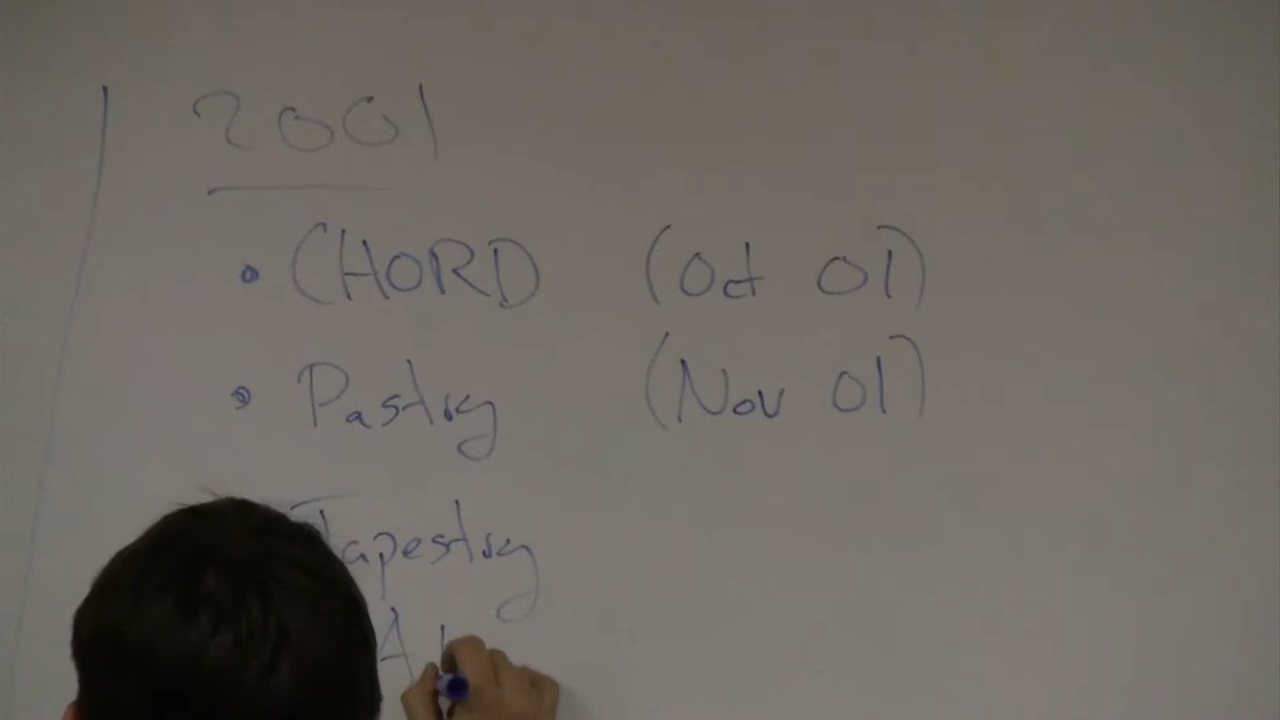 2001
• CHORD (Oct 01)
• Pastry (Nov 01)
Tapestry